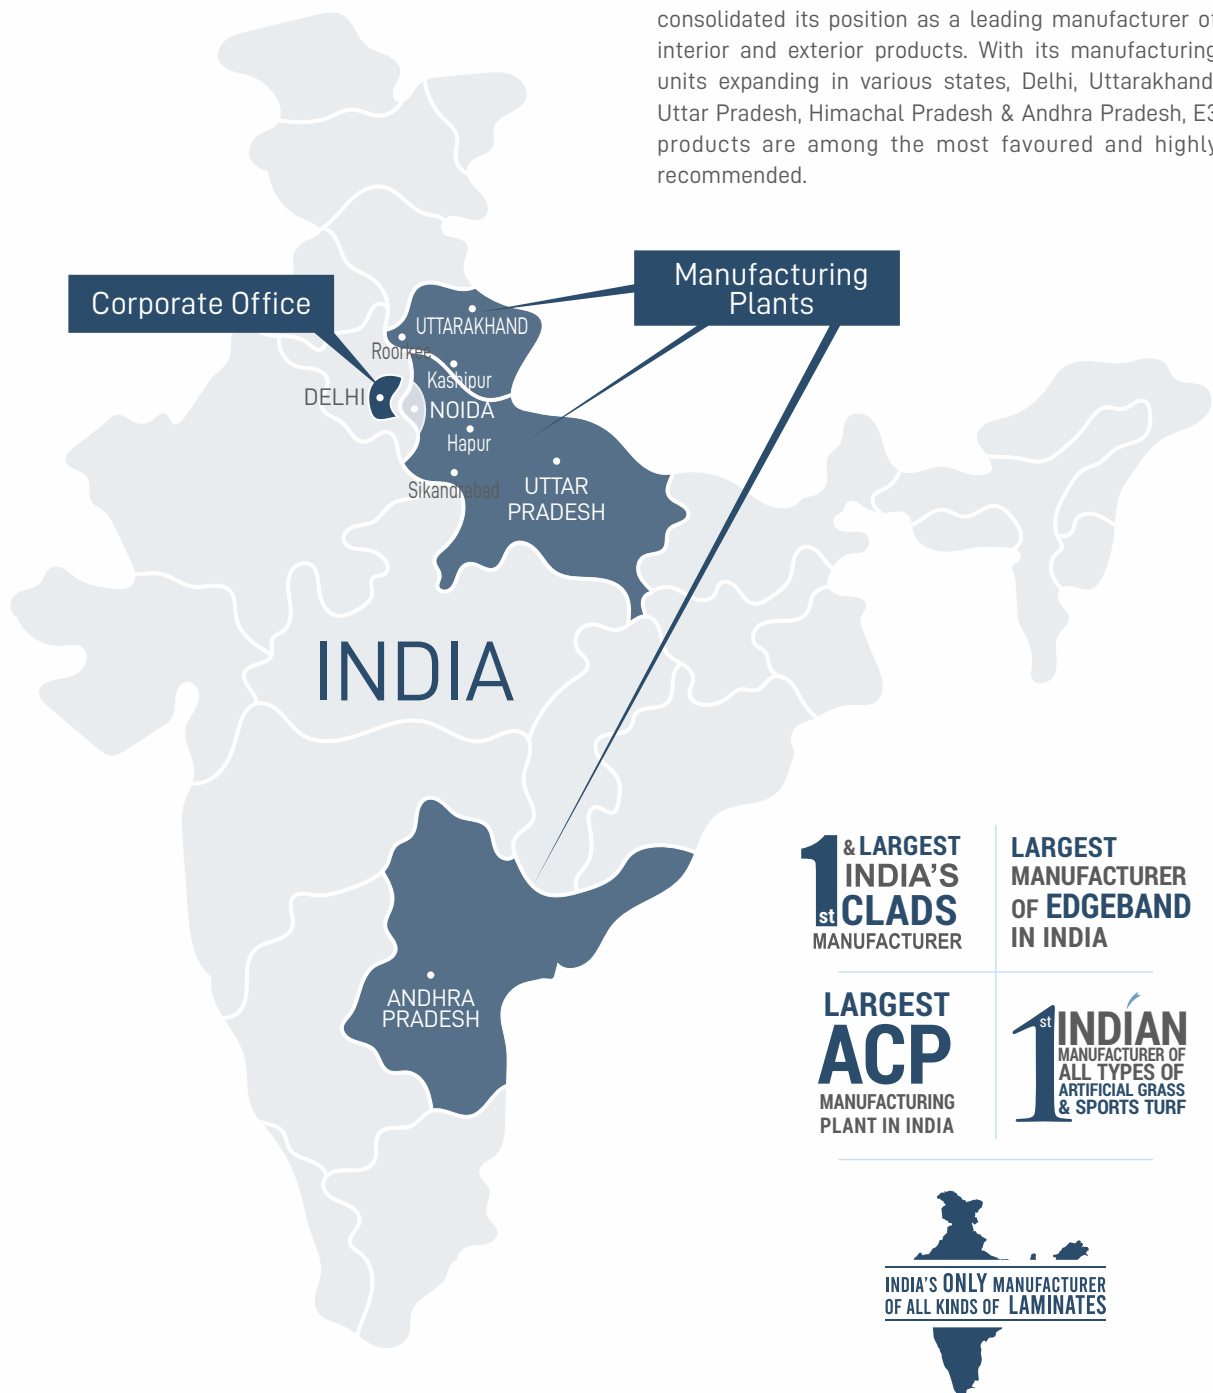 consolidated its position as a leading manufacturer of
interior and exterior products. With its manufacturing
units expanding in various states, Delhi, Uttarakhand
Uttar Pradesh, Himachal Pradesh & Andhra Pradesh, E3
products are among the most favoured and highly
recommended.
Corporate Office
Manufacturing
Plants
UTTARAKHAND
Roorkee
Kashipur
DELHI
NOIDA
Hapur
Sikandrabad
UTTAR
PRADESH
INDIA
ANDHRA
PRADESH
1st & LARGEST
INDIA'S
CLADS
MANUFACTURER
LARGEST
MANUFACTURER
OF EDGEBAND
IN INDIA
LARGEST
ACP
MANUFACTURING
PLANT IN INDIA
1st INDIAN
MANUFACTURER OF
ALL TYPES OF
ARTIFICIAL GRASS
& SPORTS TURF
INDIA'S ONLY MANUFACTURER
OF ALL KINDS OF LAMINATES